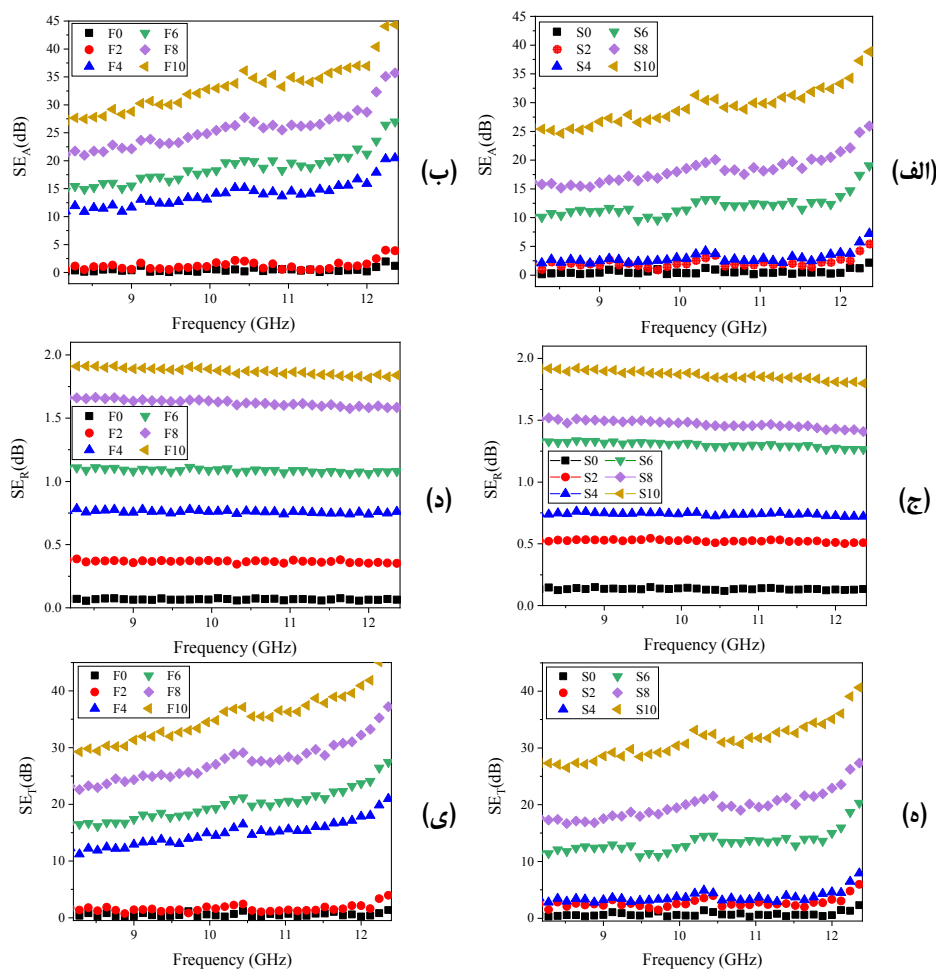 45
40
35
30
25
20
15
10
5
0
SE_A(dB)
F0 F6
F2 F8
F4 F10
9 10 11 12
Frequency (GHz)
(ب)
45
40
35
30
25
20
15
10
5
0
SE_A(dB)
S0 S6
S2 S8
S4 S10
9 10 11 12
Frequency (GHz)
(الف)
2.0
1.5
1.0
0.5
0.0
SE_R(dB)
F0 F6
F2 F8
F4 F10
9 10 11 12
Frequency (GHz)
(د)
2.0
1.5
1.0
0.5
0.0
SE_R(dB)
S0 S6
S2 S8
S4 S10
9 10 11 12
Frequency (GHz)
(ج)
40
30
20
10
0
SE_T(dB)
F0 F6
F2 F8
F4 F10
9 10 11 12
Frequency (GHz)
(ی)
40
30
20
10
0
SE_T(dB)
S0 S6
S2 S8
S4 S10
9 10 11 12
Frequency (GHz)
(ه)